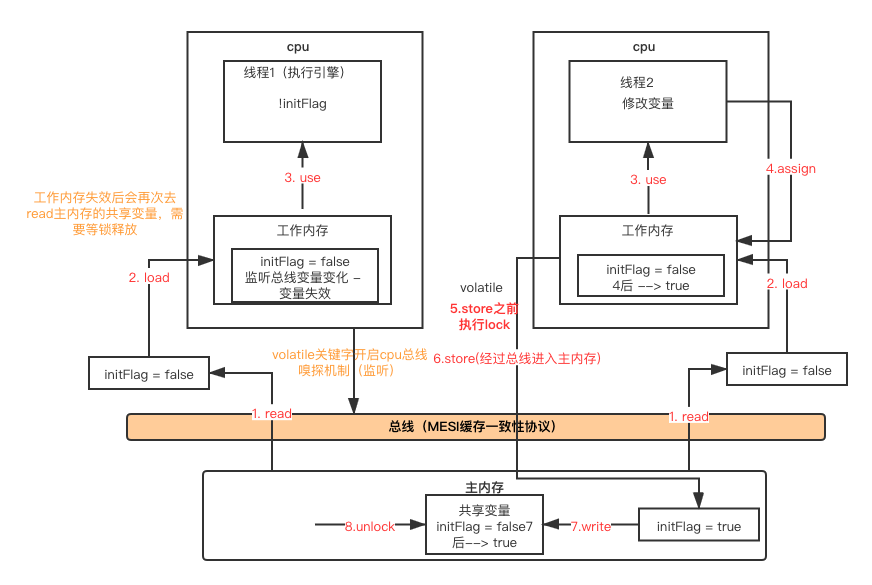 cpu
线程1（执行引擎）
!initFlag
3. use
工作内存
initFlag = false
监听总线变量变化 -
变量失效
工作内存失效后会再次去
read主内存的共享变量，需
要等锁释放
2. load
initFlag = false
1. read
volatile关键字开启cpu总线
嗅探机制（监听）
cpu
线程2
修改变量
4.assign
3. use
工作内存
initFlag = false
4后 --> true
2. load
volatile
5.store之前
执行lock
6.store(经过总线进入主内存)
initFlag = false
1. read
总线（MESI缓存一致性协议）
主内存
共享变量
initFlag = false7
后--> true
8.unlock
7.write
initFlag = true